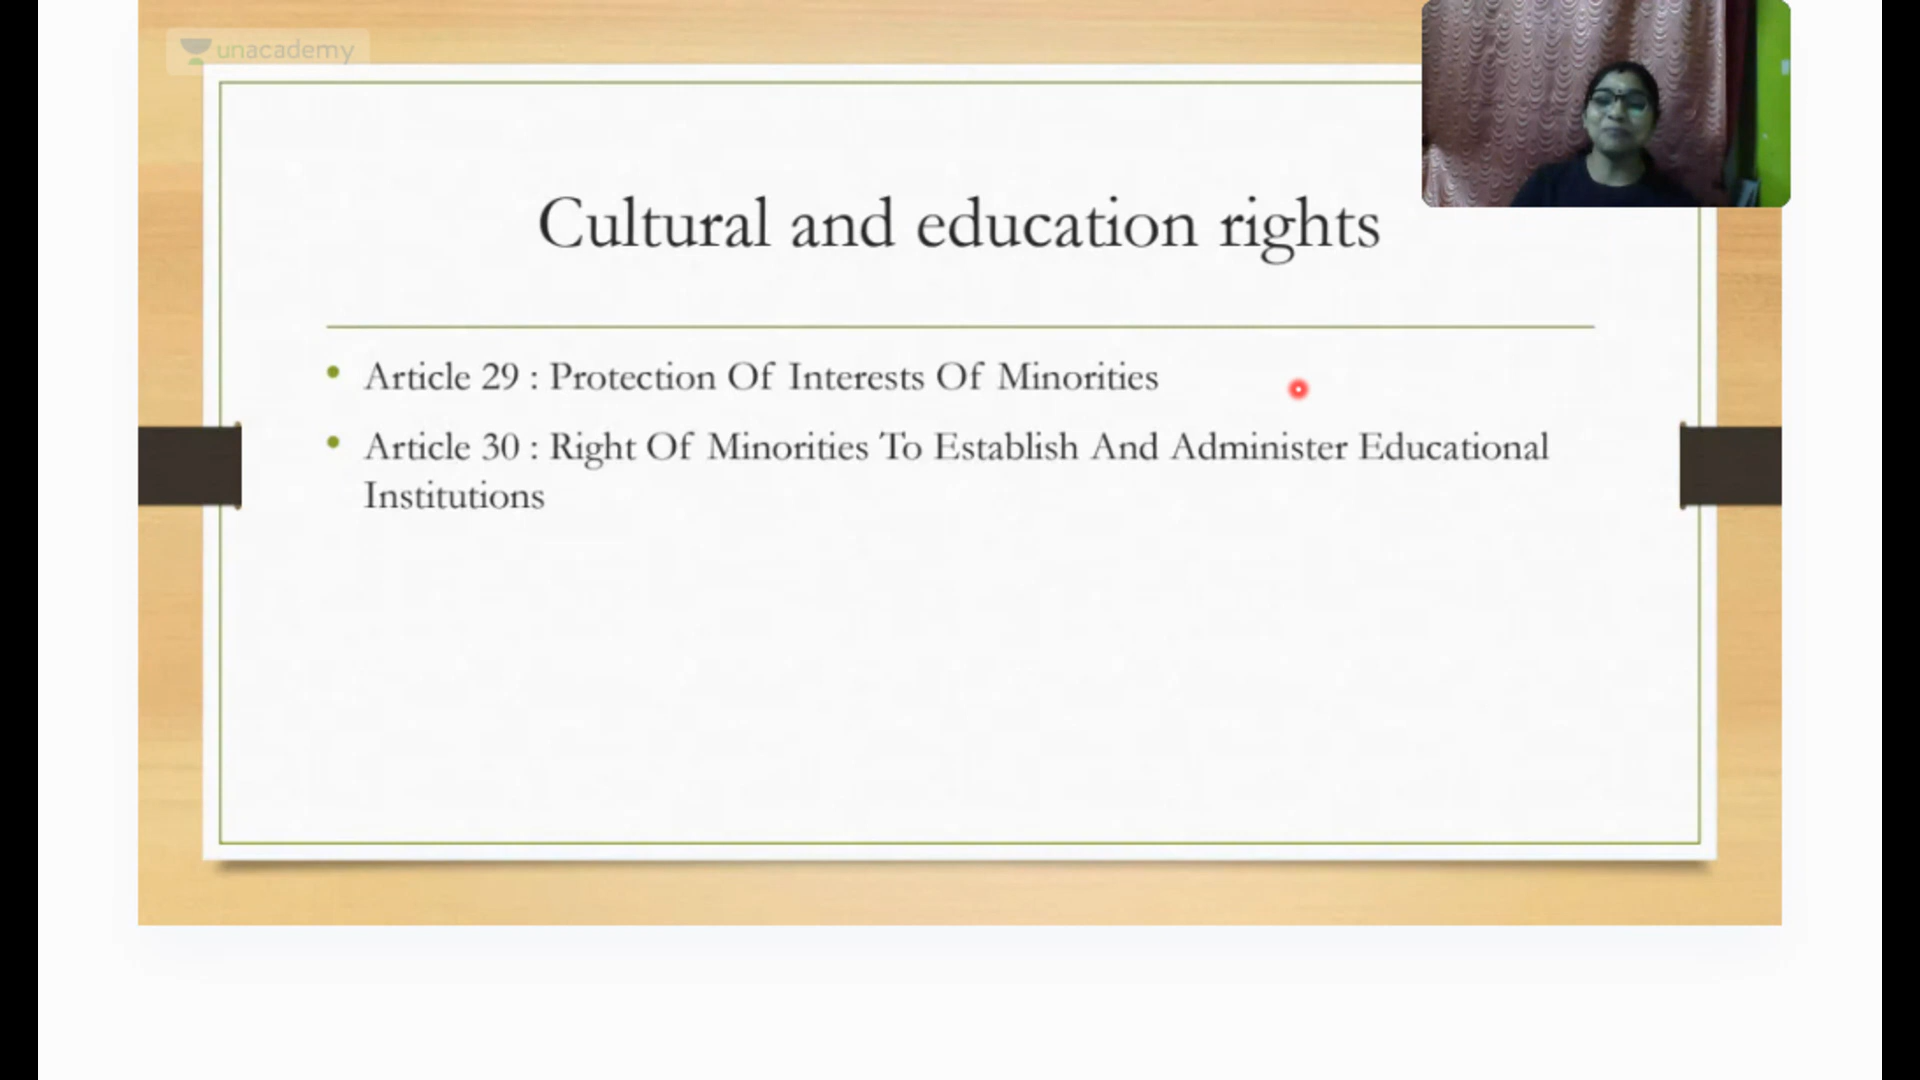 unacademy
Cultural and education rights
• Article 29 : Protection Of Interests Of Minorities
• Article 30 : Right Of Minorities To Establish And Administer Educational
Institutions